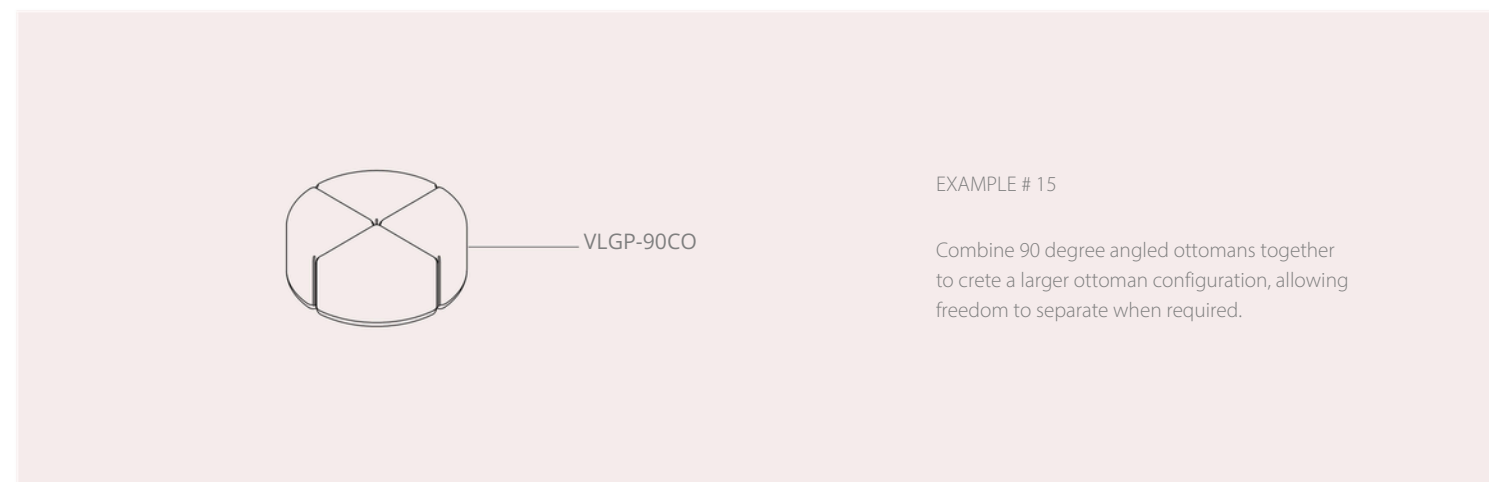 VLGP-90CO
EXAMPLE # 15
Combine 90 degree angled ottomans together
to crete a larger ottoman configuration, allowing
freedom to separate when required.